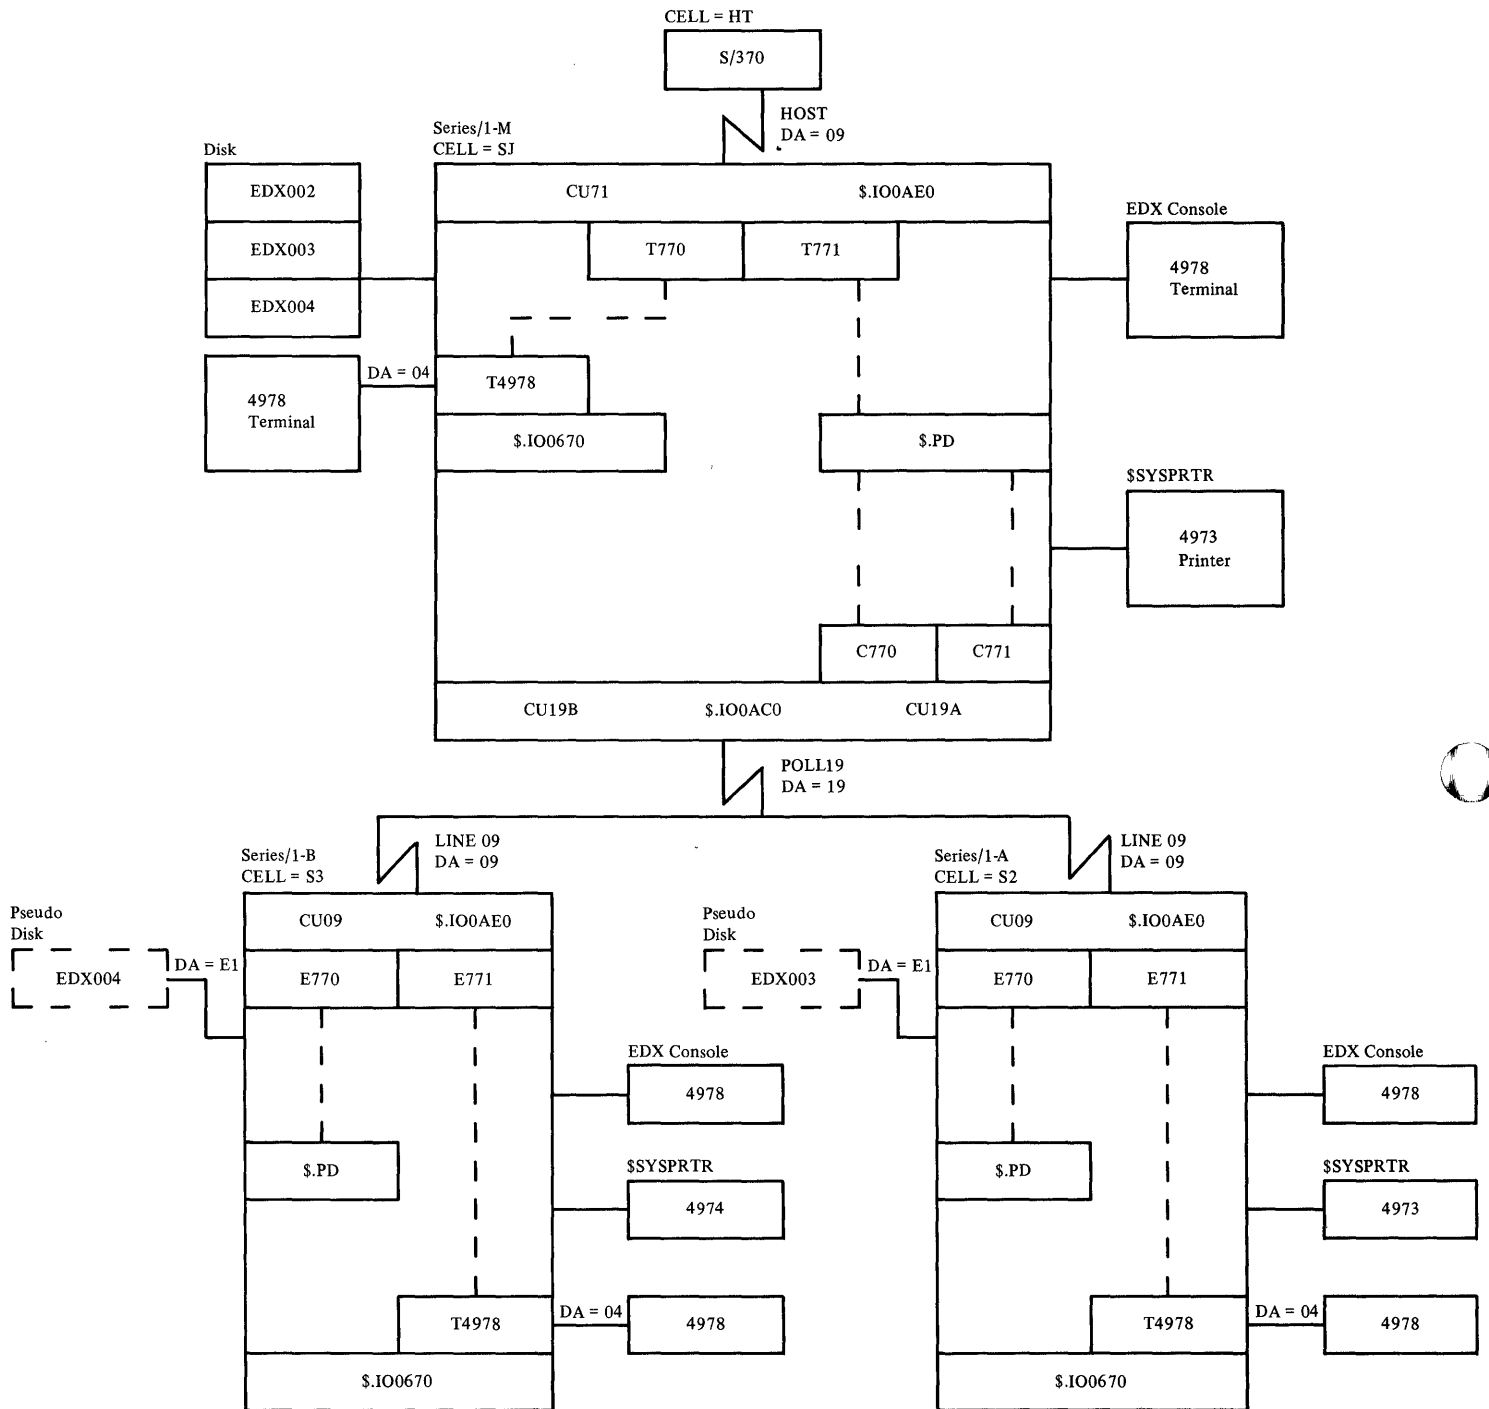 CELL = HT
S/370
HOST
DA = 09
Series/1-M
CELL = SJ
Disk
EDX002
EDX003
EDX004
CU71 $.IO0AE0
T770 T771
EDX Console
4978
Terminal
DA = 04
4978
Terminal
T4978
$.IO0670
$.PD
$SYSPRTR
4973
Printer
C770 C771
CU19B $.IO0AC0 CU19A
POLL19
DA = 19
LINE 09
DA = 09
Series/1-B
CELL = S3
CU09 $.IO0AE0
Pseudo
Disk
EDX004
DA = E1
E770 E771
$.PD
EDX Console
4978
$SYSPRTR
4974
T4978
DA = 04
4978
$.IO0670
LINE 09
DA = 09
Series/1-A
CELL = S2
CU09 $.IO0AE0
Pseudo
Disk
EDX003
DA = E1
E770 E771
$.PD
EDX Console
4978
$SYSPRTR
4973
T4978
DA = 04
4978
$.IO0670